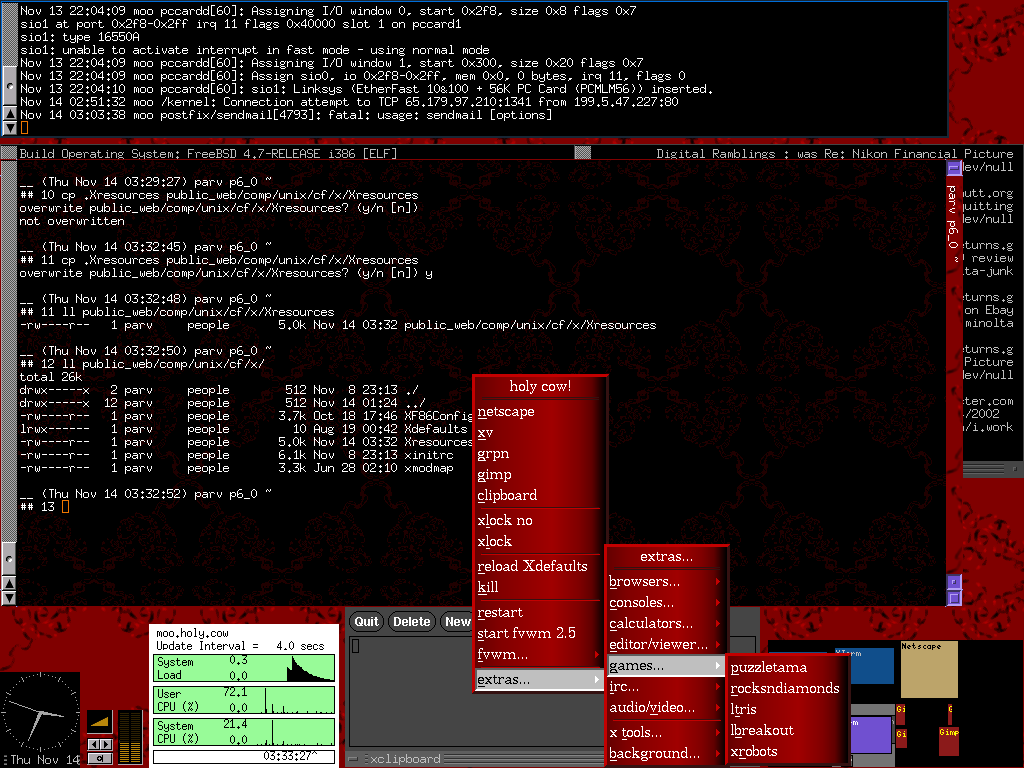 Nov 13 22:04:09 moo pccardd[60]: Assigning I/O window 0, start 0x2f8, size 0x8 flags 0x7
sio1 at port 0x2f8-0x2ff irq 11 flags 0x40000 slot 1 on pccard1
sio1: type 16550A
sio1: unable to activate interrupt in fast mode - using normal mode
Nov 13 22:04:09 moo pccardd[60]: Assigning I/O window 1, start 0x300, size 0x20 flags 0x7
Nov 13 22:04:09 moo pccardd[60]: Assign sio0, io 0x2f8-0x2ff, mem 0x0, 0 bytes, irq 11, flags 0
Nov 13 22:04:10 moo pccardd[60]: sio1: Linksys (EtherFast 10&100 + 56K PC Card (PCMLM56)) inserted.
Nov 14 02:51:32 moo /kernel: Connection attempt to TCP 65.179.97.210:1341 from 199.5.47.227:80
Nov 14 03:03:38 moo postfix/sendmail[4793]: fatal: usage: sendmail [options]
Build Operating System: FreeBSD 4.7-RELEASE i386 [ELF]
Digital Ramblings : was Re: Nikon Financial Picture
__ (Thu Nov 14 03:29:27) parv p6_0 ~
## 10 cp .Xresources public_web/comp/unix/cf/x/Xresources
overwrite public_web/comp/unix/cf/x/Xresources? (y/n [n])
not overwritten
__ (Thu Nov 14 03:32:45) parv p6_0 ~
## 11 cp .Xresources public_web/comp/unix/cf/x/Xresources
overwrite public_web/comp/unix/cf/x/Xresources? (y/n [n]) y
__ (Thu Nov 14 03:32:48) parv p6_0 ~
## 11 ll public_web/comp/unix/cf/x/Xresources
-rw----r-- 1 parv people 5.0k Nov 14 03:32 public_web/comp/unix/cf/x/Xresources
__ (Thu Nov 14 03:32:50) parv p6_0 ~
## 12 ll public_web/comp/unix/cf/x/
total 26k
drwx-----x 2 parv people 512 Nov 8 23:13 ./
drwx-----x 12 parv people 512 Nov 14 01:24 ../
-rw----r-- 1 parv people 3.7k Oct 18 17:46 XF86Config
lrwx----r-- 1 parv people 10 Aug 19 00:42 Xdefaults
-rw----r-- 1 parv people 5.0k Nov 14 03:32 Xresources
-rw----r-- 1 parv people 6.1k Nov 8 23:13 xinitrc
-rw----r-- 1 parv people 3.3k Jun 28 02:10 xmodmap
__ (Thu Nov 14 03:32:52) parv p6_0 ~
## 13
parv p6_0 ~
dev/null
utt.org
uitting
dev/null
eturns.g
review
ta-junk
eturns.g
on Ebay
minolta
eturns.g
Picture
dev/null
ter.com
/2002
/i.work
holy cow!
netscape
xv
grpn
gimp
clipboard
xlock no
xlock
reload Xdefaults
kill
restart
start fvwm 2.5
fvwm...
extras...
extras...
browsers...
consoles...
calculators...
editor/viewer...
games...
irc...
audio/video...
x tools...
background...
puzzletama
rocksndiamonds
ltris
lbreakout
xrobots
Quit
Delete
New
xclipboard
moo.holy.cow
Update Interval = 4.0 secs
System 0.3
Load 0.0
User 72.1
CPU (%) 0.0
System 21.4
CPU (%) 0.0
03:33:27^
Thu Nov 14
XTerm
Netscape
Gi
Gi
Gimp